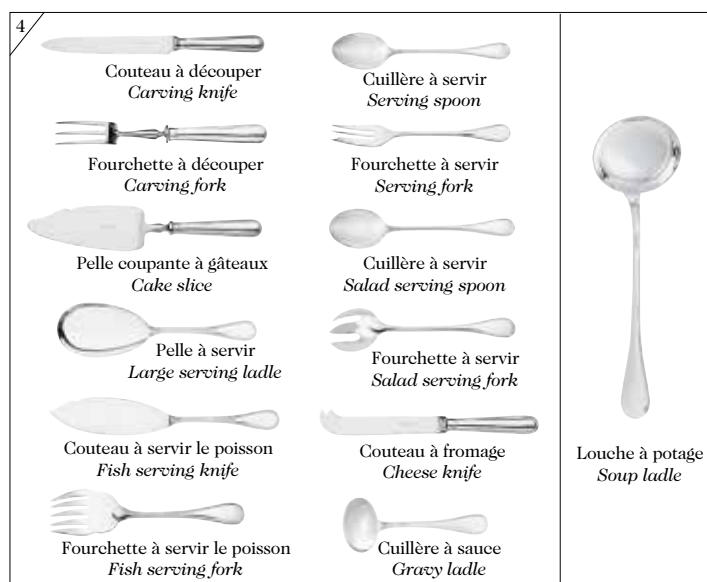 4
Couteau à découper
Carving knife
Cuillère à servir
Serving spoon
Fourchette à découper
Carving fork
Fourchette à servir
Serving fork
Pelle coupante à gâteaux
Cake slice
Cuillère à servir
Salad serving spoon
Pelle à servir
Large serving ladle
Fourchette à servir
Salad serving fork
Couteau à servir le poisson
Fish serving knife
Couteau à fromage
Cheese knife
Fourchette à servir le poisson
Fish serving fork
Cuillère à sauce
Gravy ladle
Louche à potage
Soup ladle